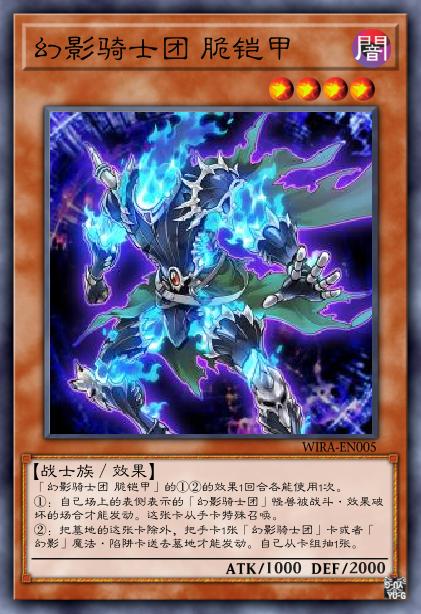 幻影骑士团 脆铠甲
闇
WIRA-EN005
【战士族／效果】
「幻影骑士团 脆铠甲」的①②的效果1回合各能使用1次。
①：自己场上的表侧表示的「幻影骑士团」怪兽被战斗·效果破
坏的场合才能发动。这张卡从手卡特殊召唤。
②：把墓地的这张卡除外，把手卡1张「幻影骑士团」卡或者「
幻影」魔法·陷阱卡送去墓地才能发动。自己从卡组抽1张。
ATK/1000 DEF/2000